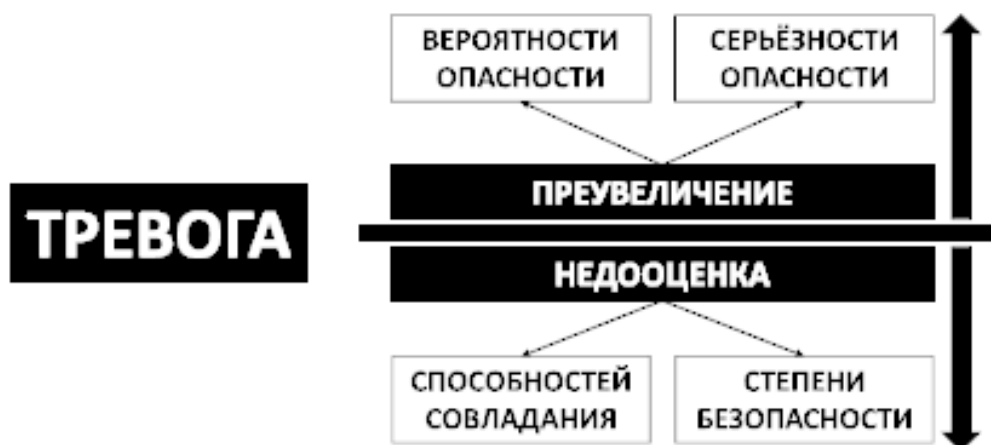 ВЕРОЯТНОСТИ
ОПАСНОСТИ
СЕРЬЁЗНОСТИ
ОПАСНОСТИ
ПРЕУВЕЛИЧЕНИЕ
ТРЕВОГА
НЕДООЦЕНКА
СПОСОБНОСТЕЙ
СОВЛАДАНИЯ
СТЕПЕНИ
БЕЗОПАСНОСТИ